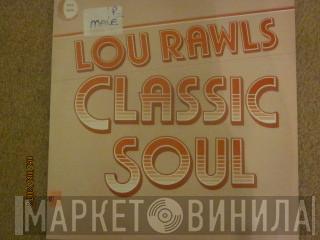 P
MALE
LOU RAWLS
CLASSIC
SOUL
МАРКЕТ ВИНИЛА